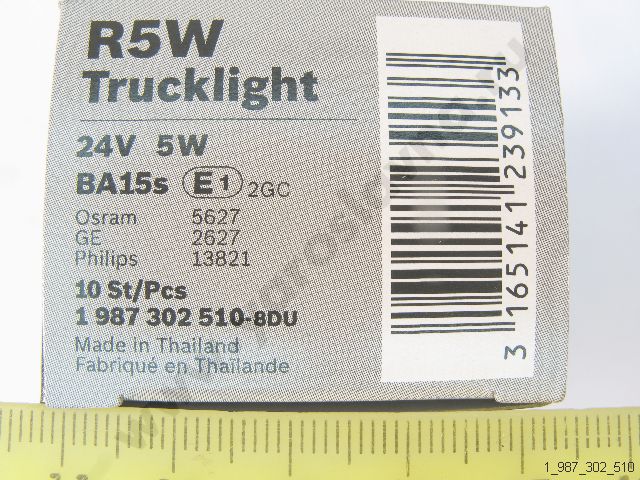 R5W
Trucklight
24V 5W
BA15s E1 2GC
Osram 5627
GE 2627
Philips 13821
10 St/Pcs
1 987 302 510-8DU
Made in Thailand
Fabriqué en Thaïlande
3 165141 239133
1_987_302_510